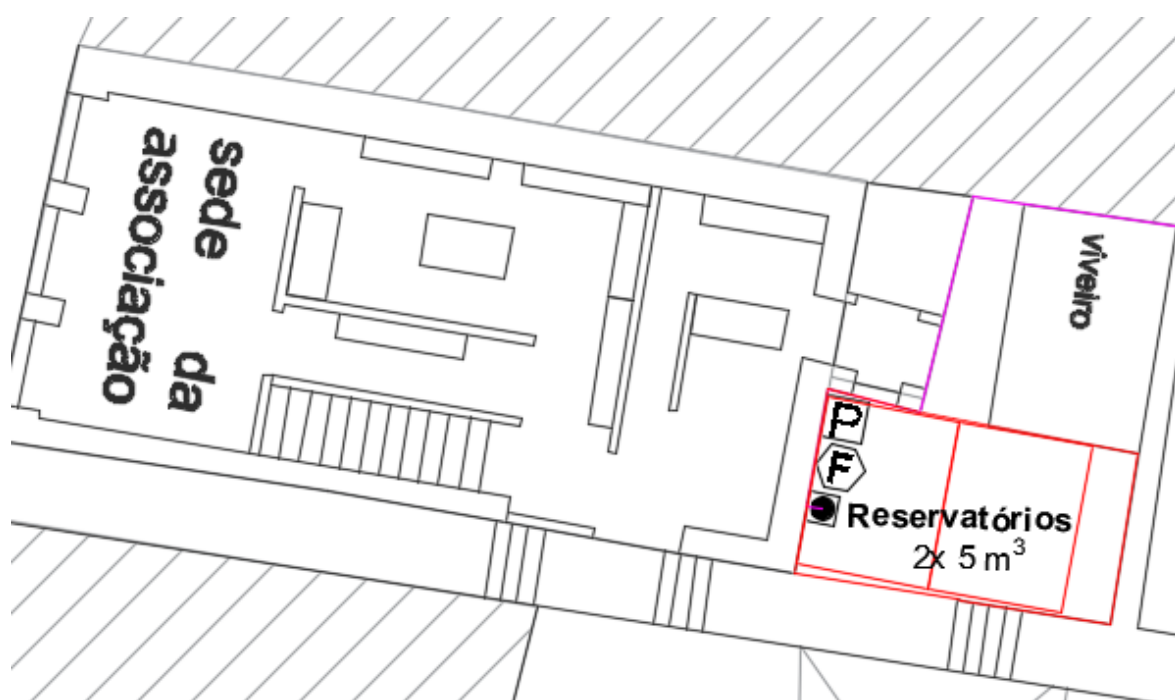 sede da
associação
Viveiro
P
F
Reservatórios
2x 5 m³